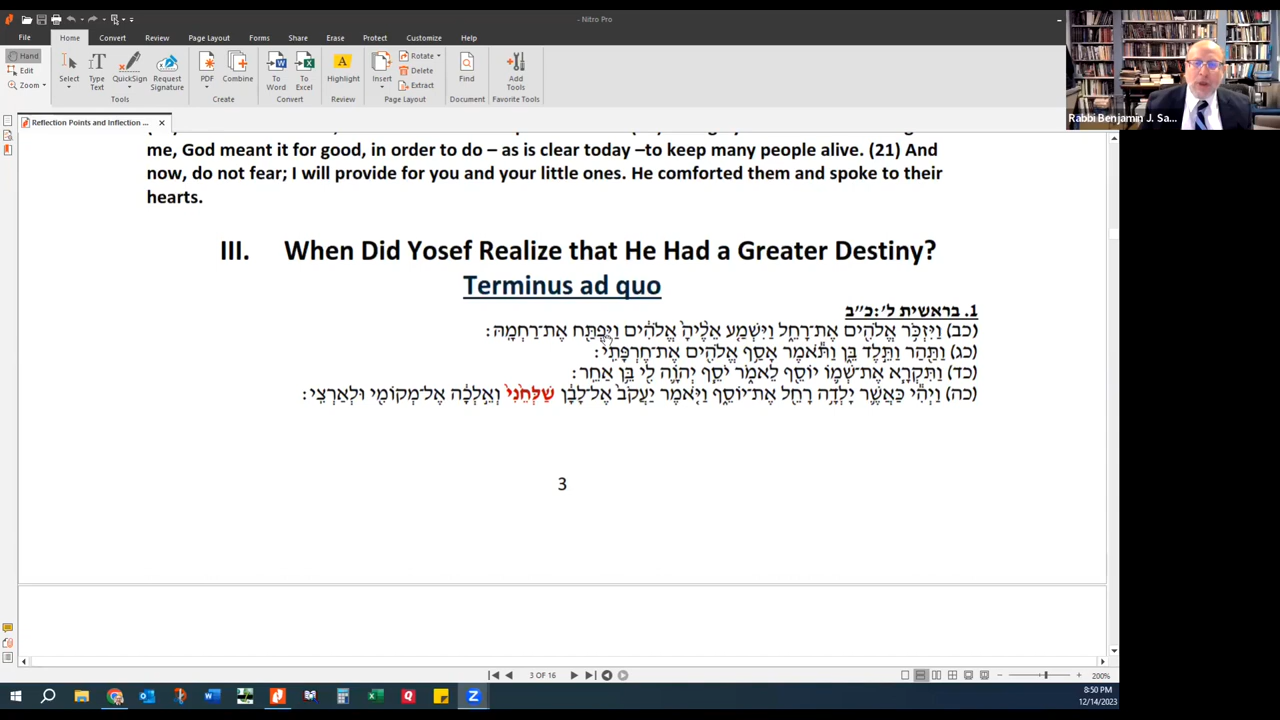 - Nitro Pro
File Home Convert Review Page Layout Forms Share Erase Protect Customize Help
Hand
Edit
Zoom
Select
Type Text
QuickSign
Request Signature
Tools
PDF
Combine
Create
To Word
To Excel
Convert
Highlight
Review
Insert
Rotate
Delete
Extract
Page Layout
Find
Document
Add Tools
Favorite Tools
Rabbi Benjamin J. Sa...
Reflection Points and Inflection ...
me, God meant it for good, in order to do – as is clear today –to keep many people alive. (21) And
now, do not fear; I will provide for you and your little ones. He comforted them and spoke to their
hearts.
III. When Did Yosef Realize that He Had a Greater Destiny?
Terminus ad quo
1. בראשית ל':כ"ב
(כב) וַיִּזְכֹּ֥ר אֱלֹהִ֖ים אֶת־רָחֵ֑ל וַיִּשְׁמַ֤ע אֵלֶ֙יהָ֙ אֱלֹהִ֔ים וַיִּפְתַּ֖ח אֶת־רַחְמָֽהּ:
(כג) וַתַּ֖הַר וַתֵּ֣לֶד בֵּ֑ן וַתֹּ֕אמֶר אָסַ֥ף אֱלֹהִ֖ים אֶת־חֶרְפָּתִֽי:
(כד) וַתִּקְרָ֧א אֶת־שְׁמ֛וֹ יוֹסֵ֖ף לֵאמֹ֑ר יֹסֵ֧ף יְהֹוָ֛ה לִ֖י בֵּ֥ן אַחֵֽר:
(כה) וַיְהִ֕י כַּאֲשֶׁ֛ר יָלְדָ֥ה רָחֵ֖ל אֶת־יוֹסֵ֑ף וַיֹּ֤אמֶר יַעֲקֹב֙ אֶל־לָבָ֔ן שַׁלְּחֵ֙נִי֙ וְאֵ֣לְכָ֔ה אֶל־מְקוֹמִ֖י וּלְאַרְצִֽי:
3
3 OF 16
200%
8:50 PM
12/14/2023